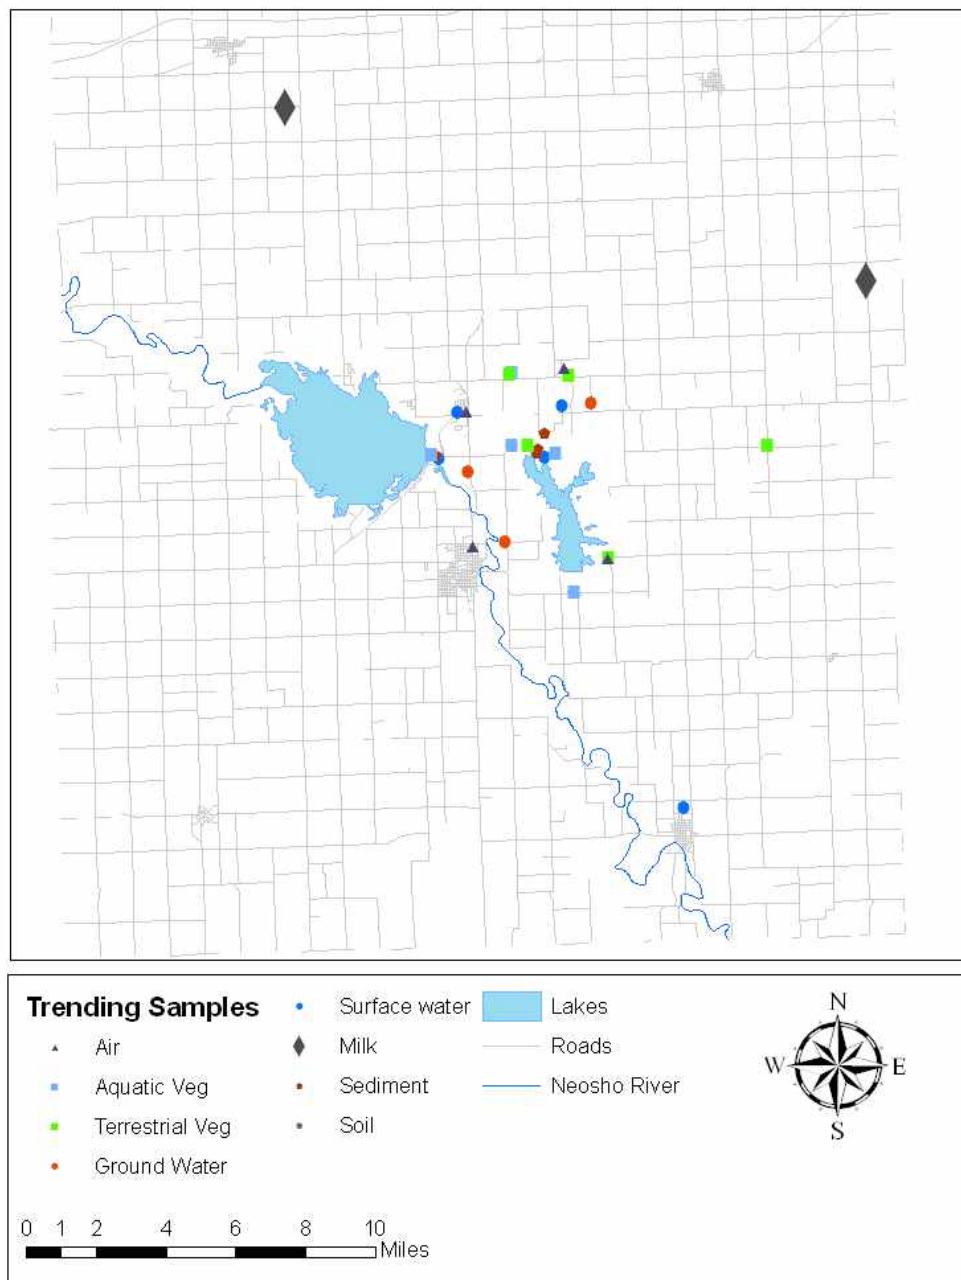 Trending Samples
Air
Aquatic Veg
Terrestrial Veg
Ground Water
Surface water
Milk
Sediment
Soil
Lakes
Roads
Neosho River
N
W E
S
0 1 2 4 6 8 10
Miles